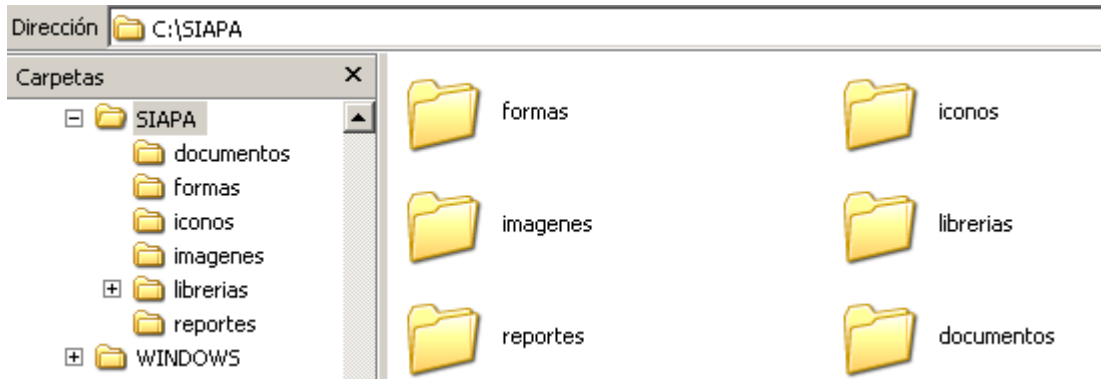 Dirección C:\SIAPA
Carpetas
SIAPA
documentos
formas
iconos
imagenes
librerias
reportes
WINDOWS
formas iconos
imagenes librerias
reportes documentos